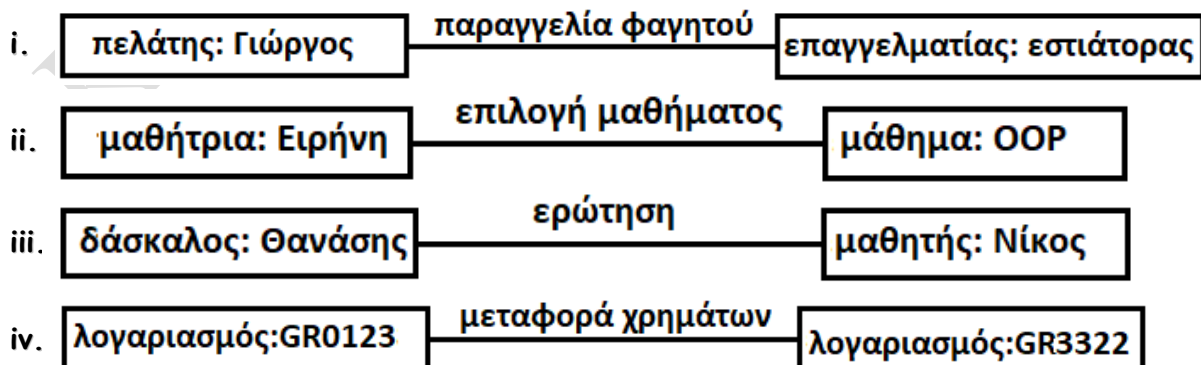 i. πελάτης: Γιώργος παραγγελία φαγητού επαγγελματίας: εστιάτορας
ii. μαθήτρια: Ειρήνη επιλογή μαθήματος μάθημα: OOP
iii. δάσκαλος: Θανάσης ερώτηση μαθητής: Νίκος
iv. λογαριασμός:GR0123 μεταφορά χρημάτων λογαριασμός:GR3322